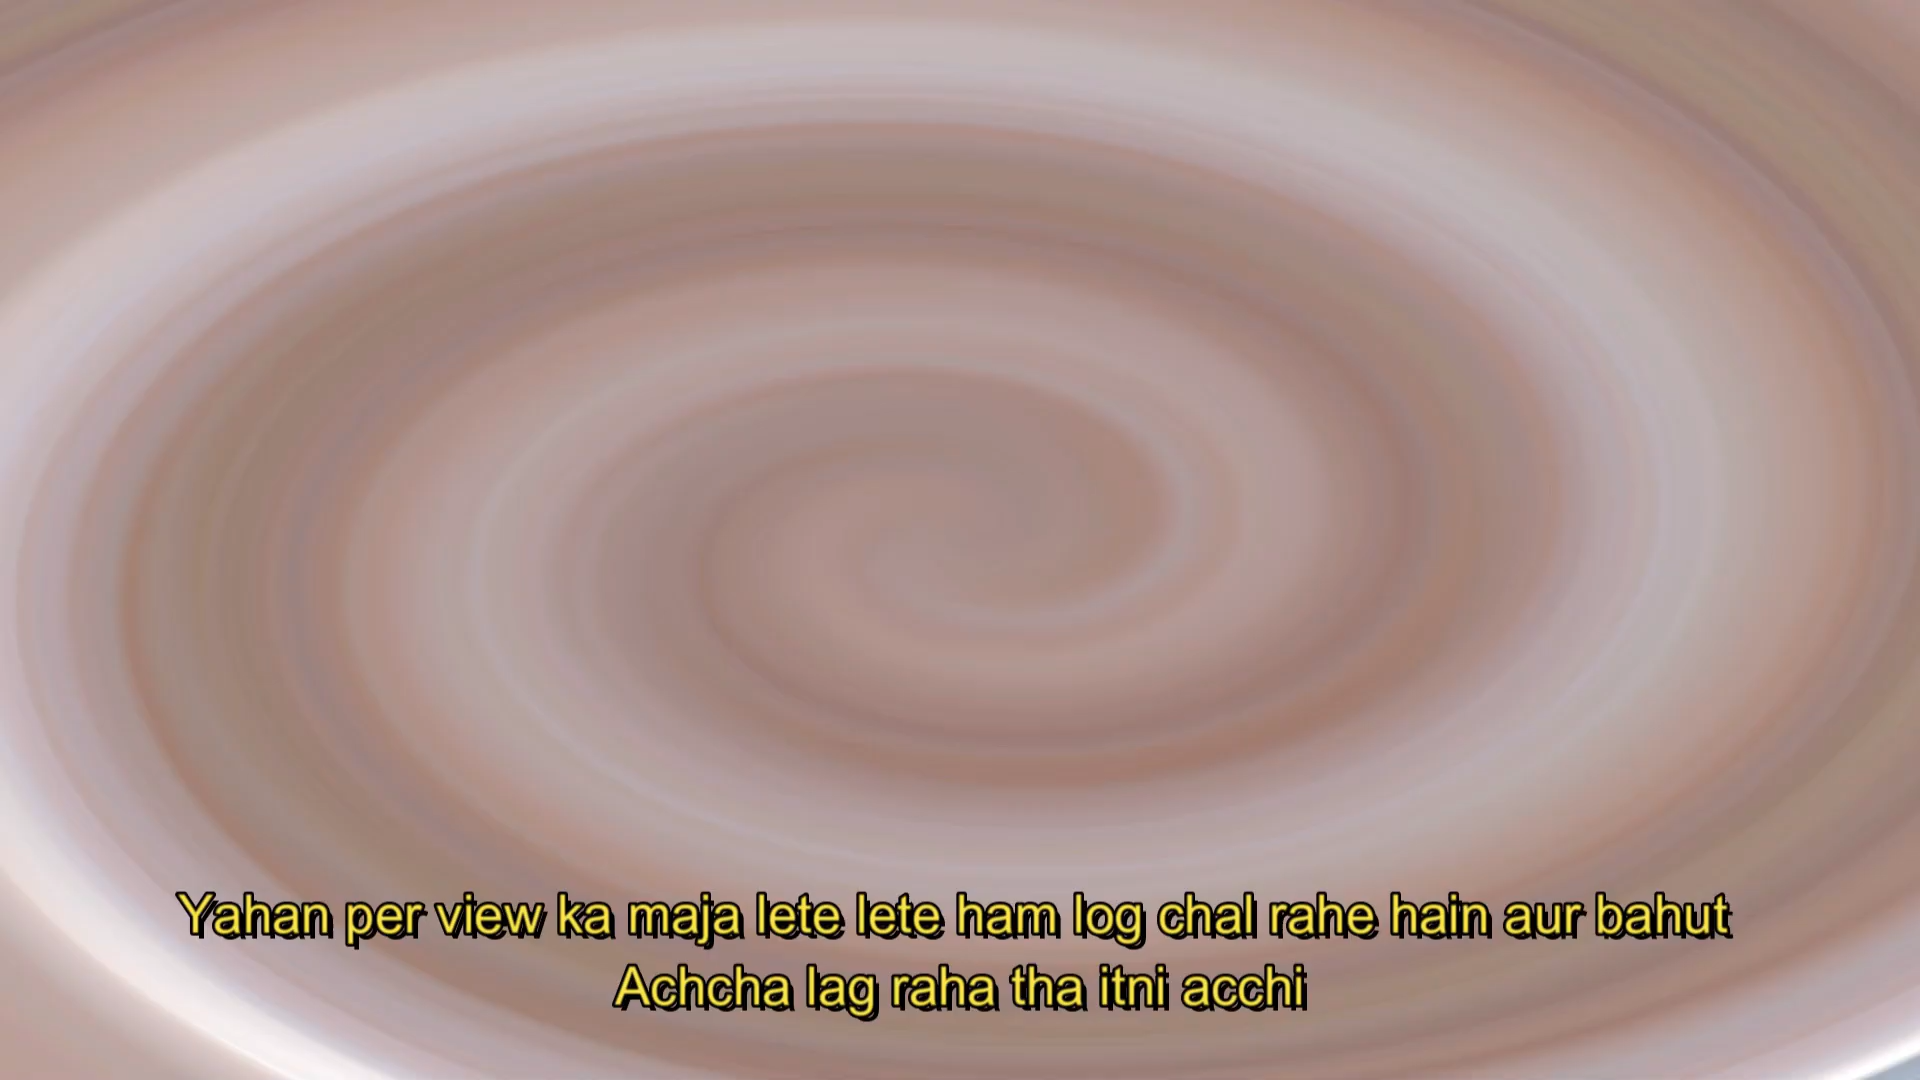 Yahan per view ka maja lete lete ham log chal rahe hain aur bahut
Achcha lag raha tha itni acchi